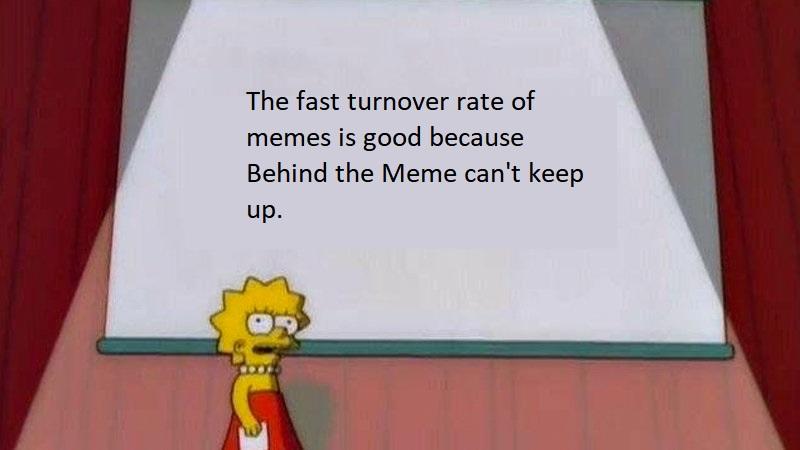 The fast turnover rate of
memes is good because
Behind the Meme can't keep
up.